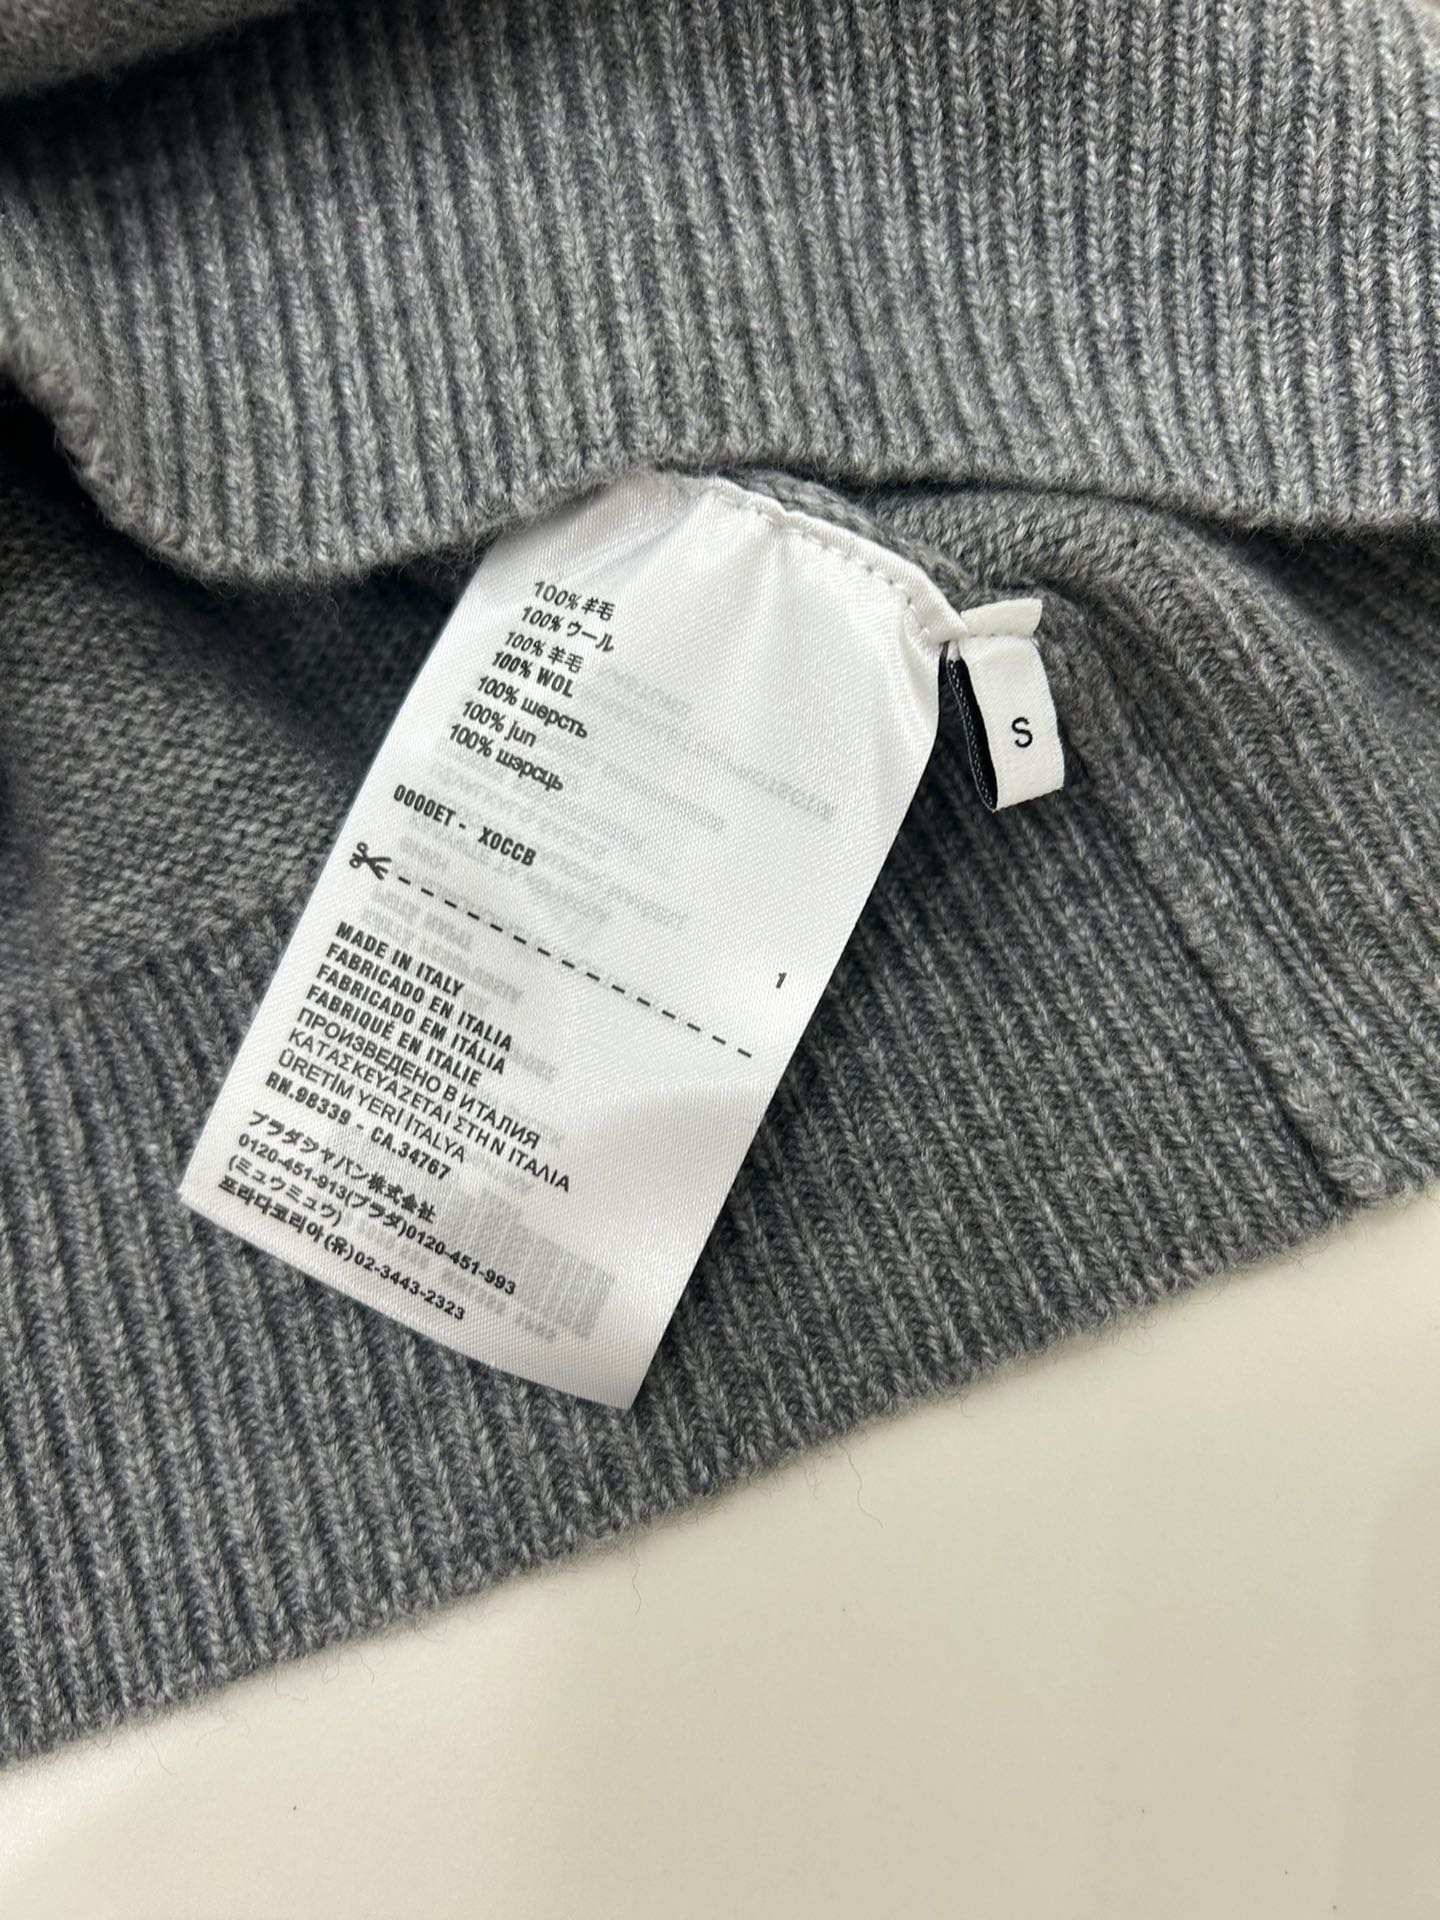 100% 羊毛
100% ウール
100% 羊毛
100% WOL
100% шерсть
100% jun
100% шэрсць
0000ET - X0CCB
1
MADE IN ITALY
FABRICADO EN ITALIA
FABRICADO EM ITÁLIA
FABRIQUÉ EN ITALIE
ПРОИЗВЕДЕНО В ИТАЛИЯ
ΚΑΤΑΣΚΕΥΑΖΕΤΑΙ ΣΤΗ Ν ΙΤΑΛΙΑ
ÜRETİM YERİ İTALYA
RN.98339 - CA.34767
プラダジャパン株式会社
0120-451-913(プラダ)0120-451-993
(ミュウミュウ)
프라다코리아(유)02-3443-2323
S